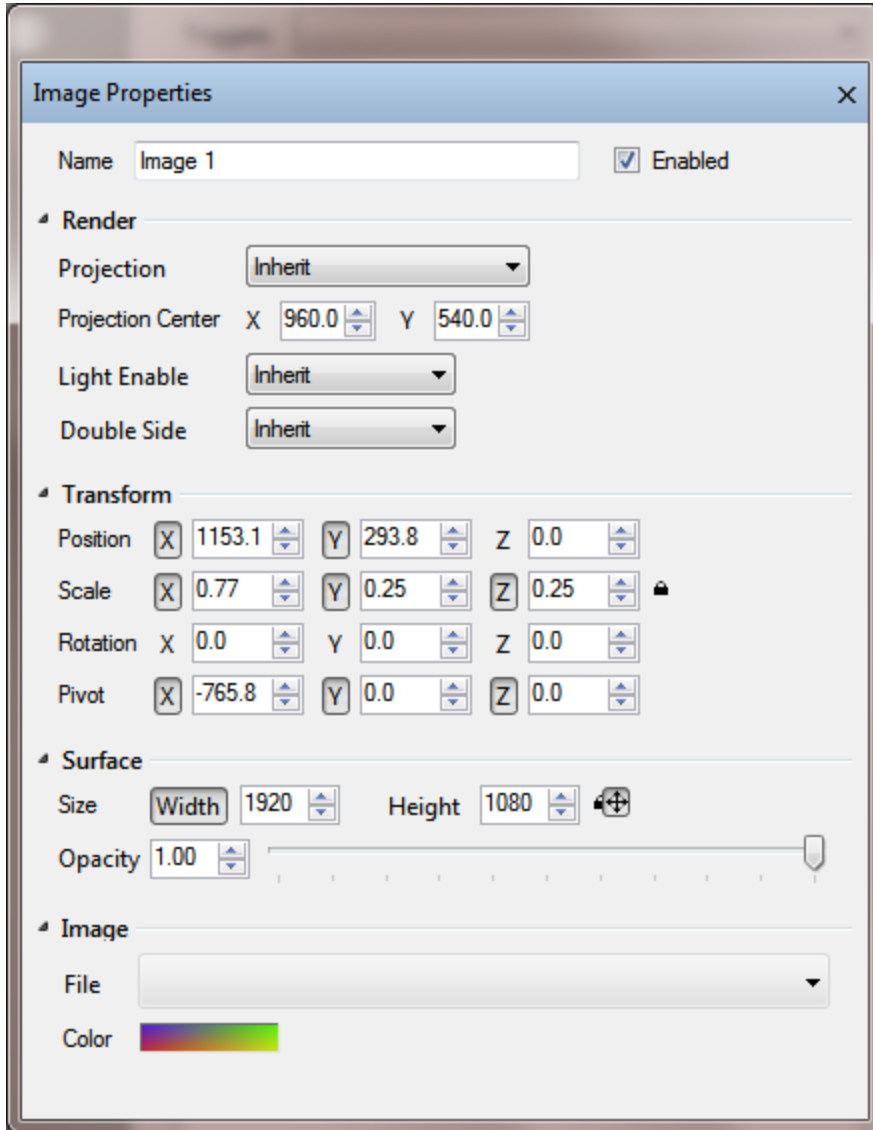 Image Properties
Name Image 1 Enabled
Render
Projection Inherit
Projection Center X 960.0 Y 540.0
Light Enable Inherit
Double Side Inherit
Transform
Position X 1153.1 Y 293.8 Z 0.0
Scale X 0.77 Y 0.25 Z 0.25
Rotation X 0.0 Y 0.0 Z 0.0
Pivot X -765.8 Y 0.0 Z 0.0
Surface
Size Width 1920 Height 1080
Opacity 1.00
Image
File
Color